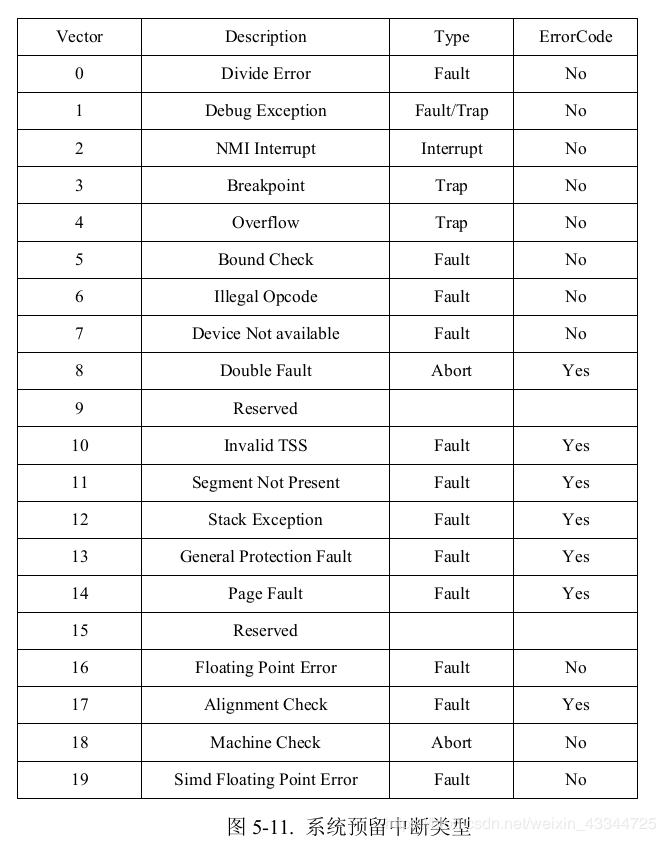 Vector Description Type ErrorCode
0 Divide Error Fault No
1 Debug Exception Fault/Trap No
2 NMI Interrupt Interrupt No
3 Breakpoint Trap No
4 Overflow Trap No
5 Bound Check Fault No
6 Illegal Opcode Fault No
7 Device Not available Fault No
8 Double Fault Abort Yes
9 Reserved
10 Invalid TSS Fault Yes
11 Segment Not Present Fault Yes
12 Stack Exception Fault Yes
13 General Protection Fault Fault Yes
14 Page Fault Fault Yes
15 Reserved
16 Floating Point Error Fault No
17 Alignment Check Fault Yes
18 Machine Check Abort No
19 Simd Floating Point Error Fault No
图 5-11. 系统预留中断类型
csdn.net/weixin_43344725